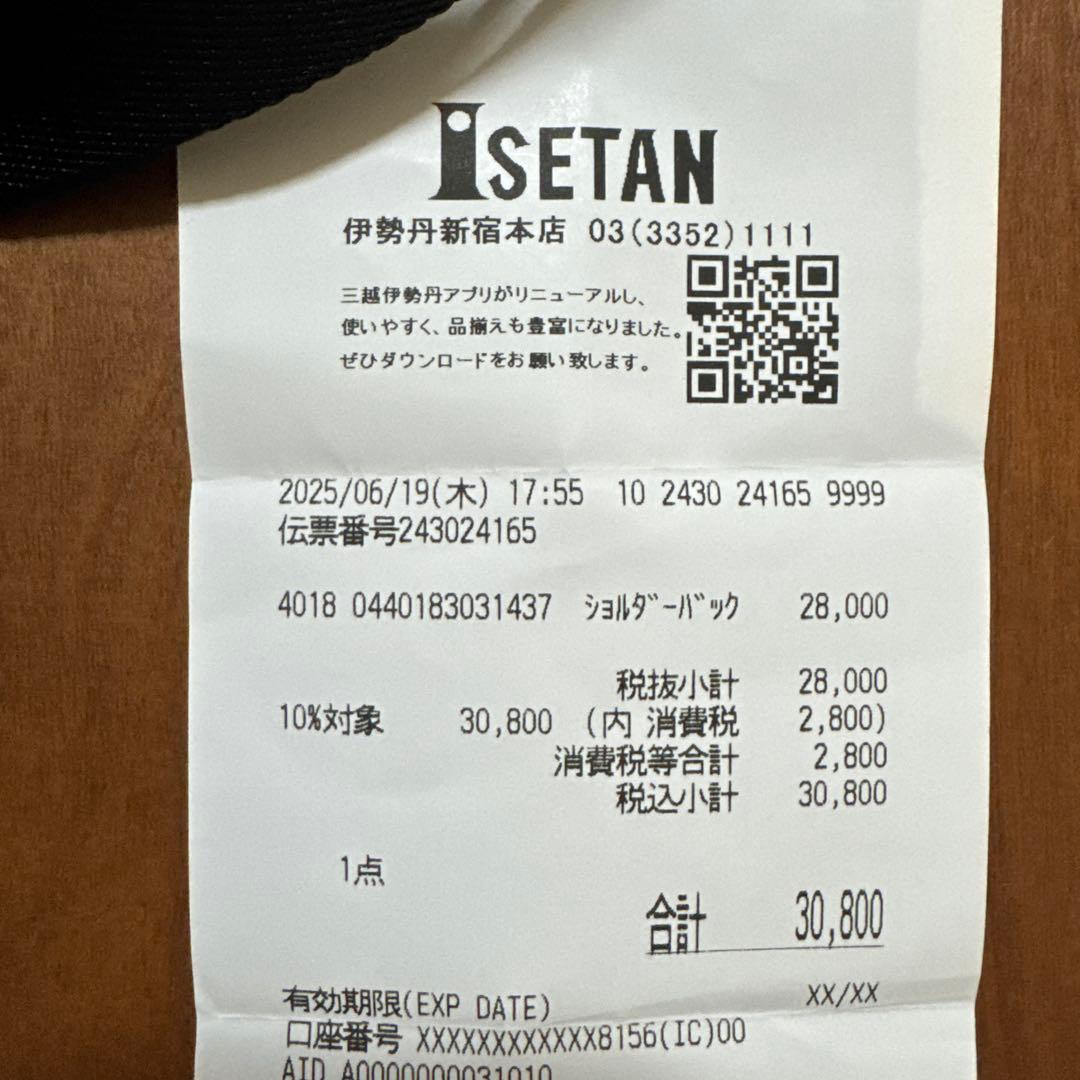 ISETAN
伊勢丹新宿本店 03(3352)1111
三越伊勢丹アプリがリニューアルし、
使いやすく、品揃えも豊富になりました。
ぜひダウンロードをお願い致します。
2025/06/19(木) 17:55 10 2430 24165 9999
伝票番号243024165
4018 0440183031437 ｼｮﾙﾀﾞｰﾊﾞｯｸ 28,000
税抜小計 28,000
10%対象 30,800 (内 消費税 2,800)
消費税等合計 2,800
税込小計 30,800
1点
合計 30,800
有効期限(EXP DATE) XX/XX
口座番号 XXXXXXXXXXXX8156(IC)00
AID A0000000031010